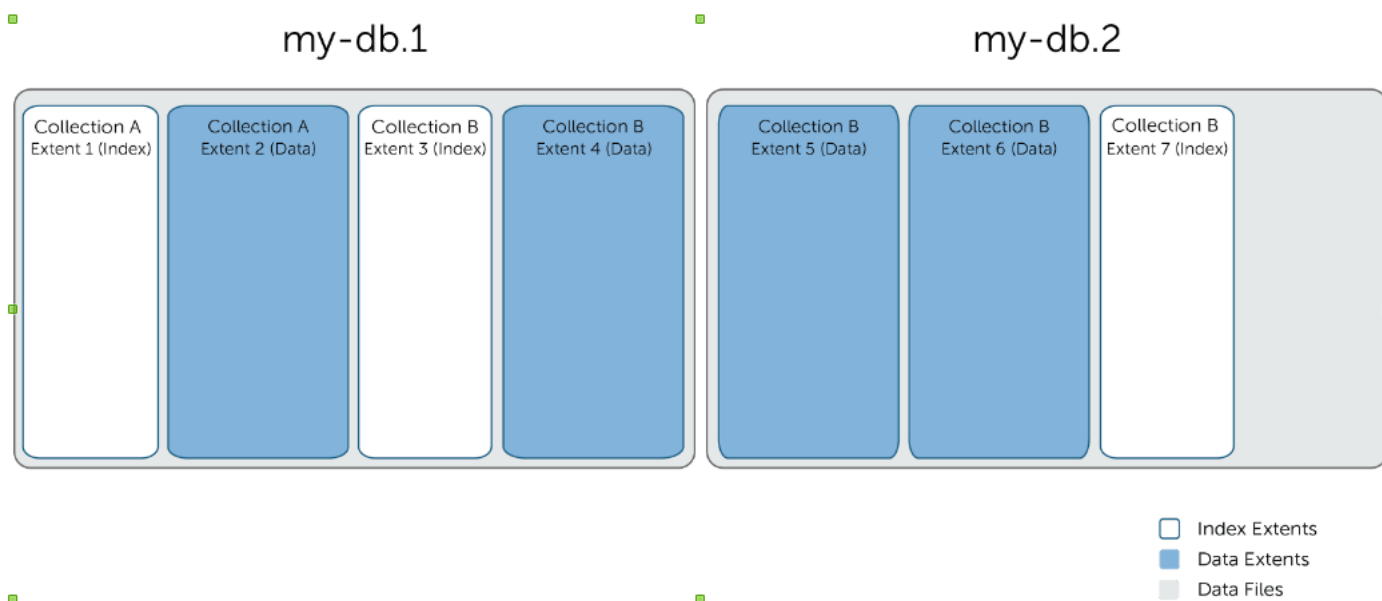 my-db.1
my-db.2
Collection A
Extent 1 (Index)
Collection A
Extent 2 (Data)
Collection B
Extent 3 (Index)
Collection B
Extent 4 (Data)
Collection B
Extent 5 (Data)
Collection B
Extent 6 (Data)
Collection B
Extent 7 (Index)
Index Extents
Data Extents
Data Files